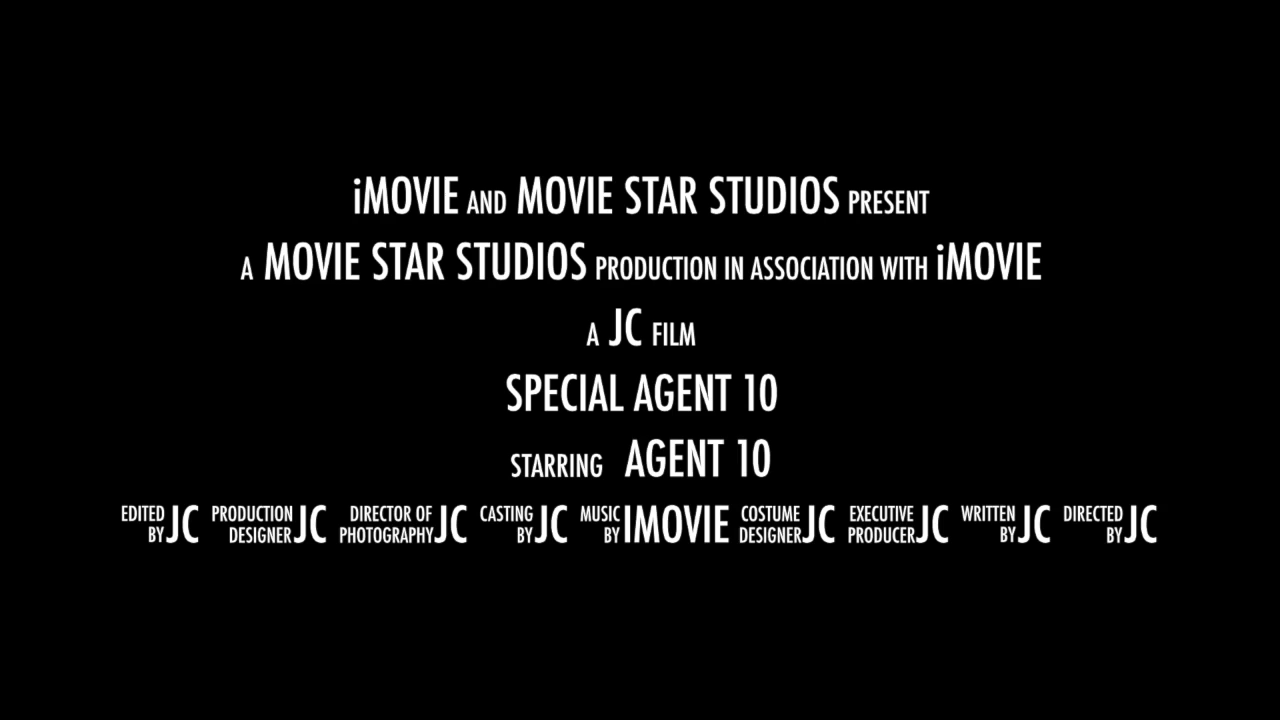 iMOVIE AND MOVIE STAR STUDIOS PRESENT
A MOVIE STAR STUDIOS PRODUCTION IN ASSOCIATION WITH iMOVIE
A JC FILM
SPECIAL AGENT 10
STARRING AGENT 10
EDITED BY JC PRODUCTION DESIGNER JC DIRECTOR OF PHOTOGRAPHY JC CASTING BY JC MUSIC BY IMOVIE COSTUME DESIGNER JC EXECUTIVE PRODUCER JC WRITTEN BY JC DIRECTED BY JC